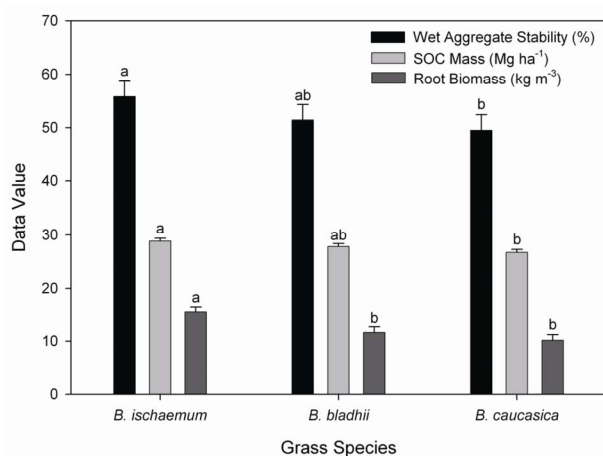 70
60
50
40
30
20
10
0
Data Value
Wet Aggregate Stability (%)
SOC Mass (Mg ha⁻¹)
Root Biomass (kg m⁻³)
a
a
a
ab
ab
b
b
b
b
B. ischaemum
B. bladhii
B. caucasica
Grass Species